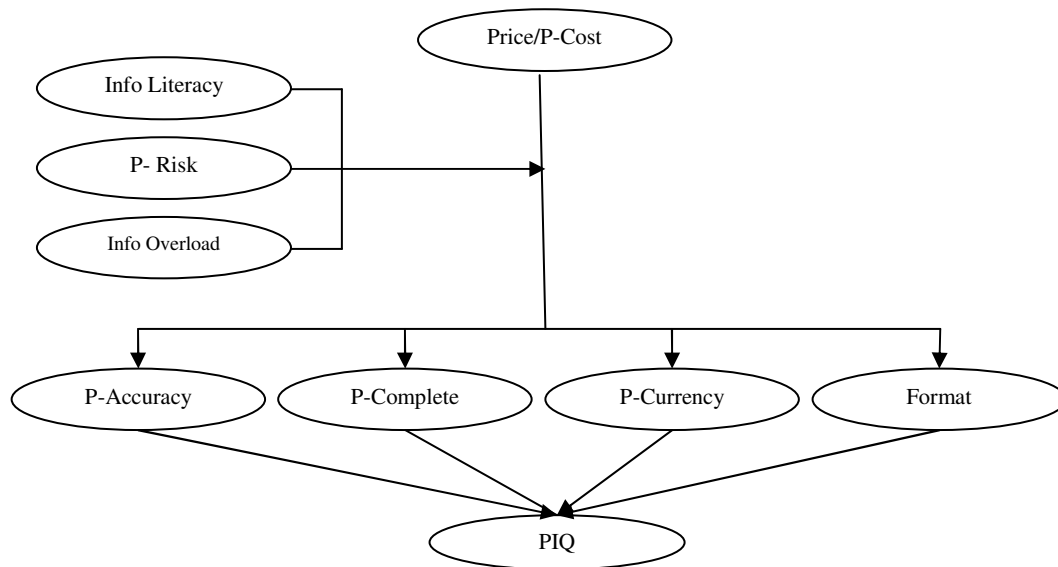 Price/P-Cost
Info Literacy
P- Risk
Info Overload
P-Accuracy
P-Complete
P-Currency
Format
PIQ